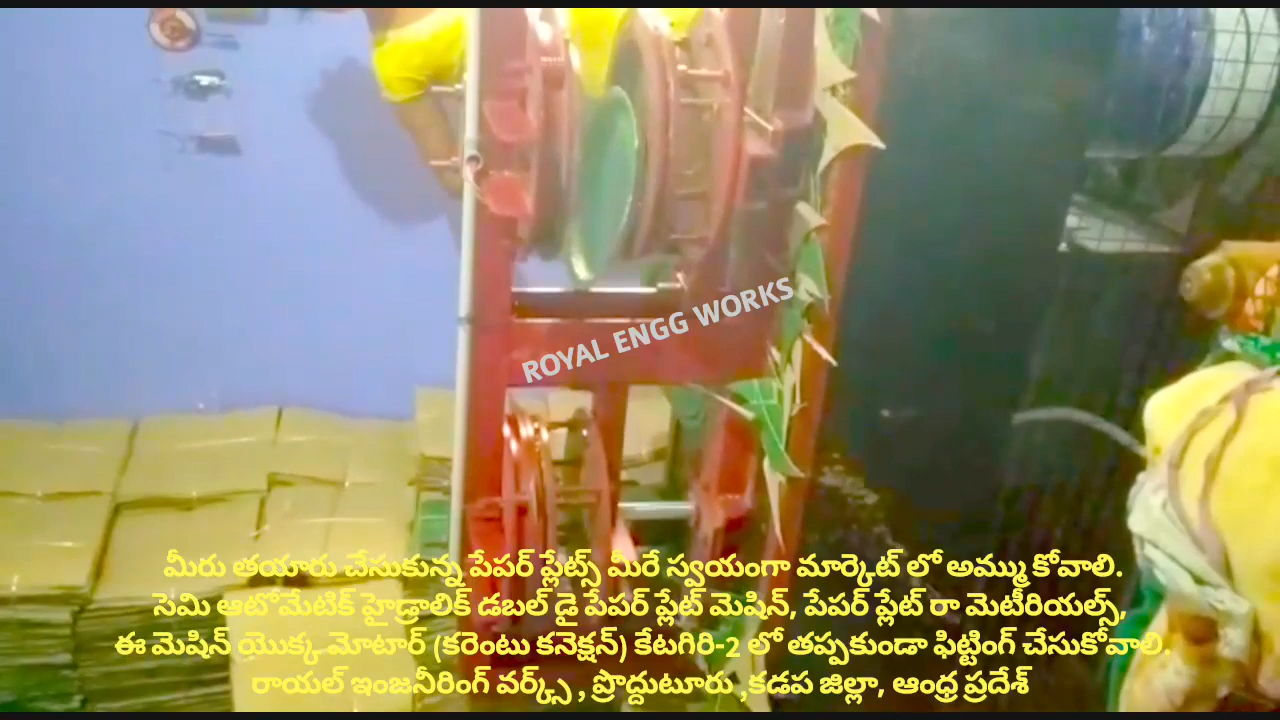 ROYAL ENGG WORKS
మీరు తయారు చేసుకున్న పేపర్ ప్లేట్స్ మీరే స్వయంగా మార్కెట్ లో అమ్ము కోవాలి.
సెమి ఆటోమేటిక్ హైడ్రాలిక్ డబల్ డై పేపర్ ప్లేట్ మెషిన్, పేపర్ ప్లేట్ రా మెటీరియల్స్,
ఈ మెషిన్ యొక్క మోటార్ (కరెంటు కనెక్షన్) కేటగిరి-2 లో తప్పకుండా ఫిట్టింగ్ చేసుకోవాలి.
రాయల్ ఇంజనీరింగ్ వర్క్స్ , ప్రొద్దుటూరు ,కడప జిల్లా, ఆంధ్ర ప్రదేశ్